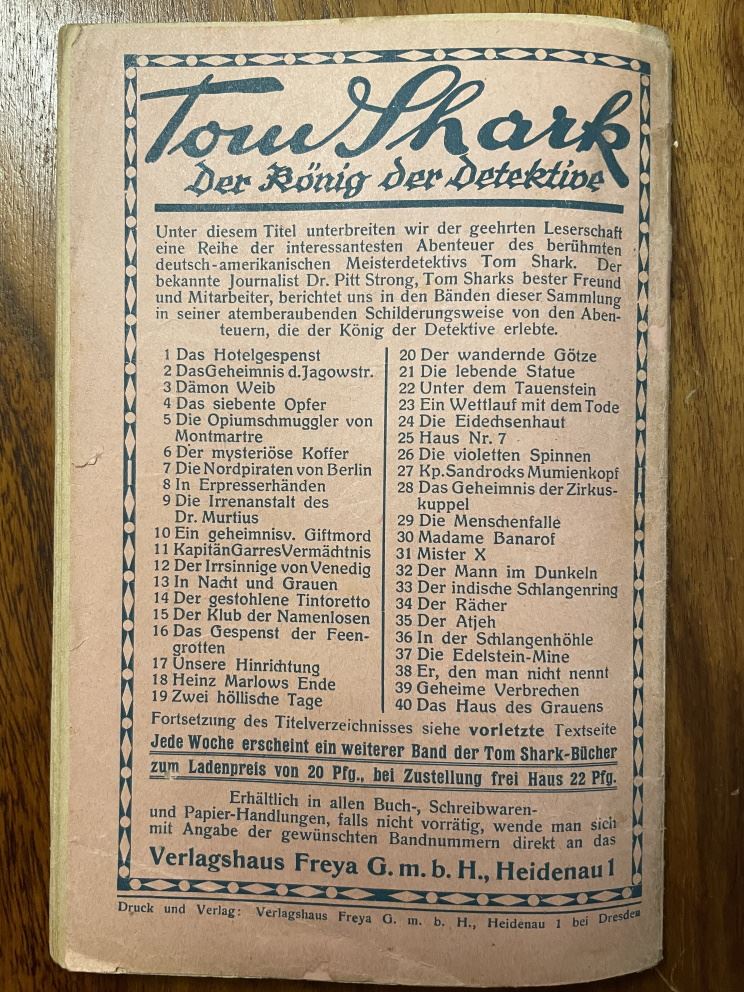 Tom Shark
Der König der Detektive
Unter diesem Titel unterbreiten wir der geehrten Leserschaft
eine Reihe der interessantesten Abenteuer des berühmten
deutsch-amerikanischen Meisterdetektivs Tom Shark. Der
bekannte Journalist Dr. Pitt Strong, Tom Sharks bester Freund
und Mitarbeiter, berichtet uns in den Bänden dieser Sammlung
in seiner atemberaubenden Schilderungsweise von den Aben-
teuern, die der König der Detektive erlebte.
1 Das Hotelgespenst
2 Das Geheimnis d. Jagowstr.
3 Dämon Weib
4 Das siebente Opfer
5 Die Opiumschmuggler von
Montmartre
6 Der mysteriöse Koffer
7 Die Nordpiraten von Berlin
8 In Erpresserhänden
9 Die Irrenanstalt des
Dr. Murtius
10 Ein geheimnisv. Giftmord
11 Kapitän Garres Vermächtnis
12 Der Irrsinnige von Venedig
13 In Nacht und Grauen
14 Der gestohlene Tintoretto
15 Der Klub der Namenlosen
16 Das Gespenst der Feen-
grotten
17 Unsere Hinrichtung
18 Heinz Marlows Ende
19 Zwei höllische Tage
20 Der wandernde Götze
21 Die lebende Statue
22 Unter dem Tauenstein
23 Ein Wettlauf mit dem Tode
24 Die Eidechsenhaut
25 Haus Nr. 7
26 Die violetten Spinnen
27 Kp. Sandrocks Mumienkopf
28 Das Geheimnis der Zirkus-
kuppel
29 Die Menschenfalle
30 Madame Banarof
31 Mister X
32 Der Mann im Dunkeln
33 Der indische Schlangenring
34 Der Rächer
35 Der Atjeh
36 In der Schlangenhöhle
37 Die Edelstein-Mine
38 Er, den man nicht nennt
39 Geheime Verbrechen
40 Das Haus des Grauens
Fortsetzung des Titelverzeichnisses siehe vorletzte Textseite
Jede Woche erscheint ein weiterer Band der Tom Shark-Bücher
zum Ladenpreis von 20 Pfg., bei Zustellung frei Haus 22 Pfg.
Erhältlich in allen Buch-, Schreibwaren-
und Papier-Handlungen, falls nicht vorrätig, wende man sich
mit Angabe der gewünschten Bandnummern direkt an das
Verlagshaus Freya G. m. b. H., Heidenau 1
Druck und Verlag: Verlagshaus Freya G. m. b. H., Heidenau 1 bei Dresden